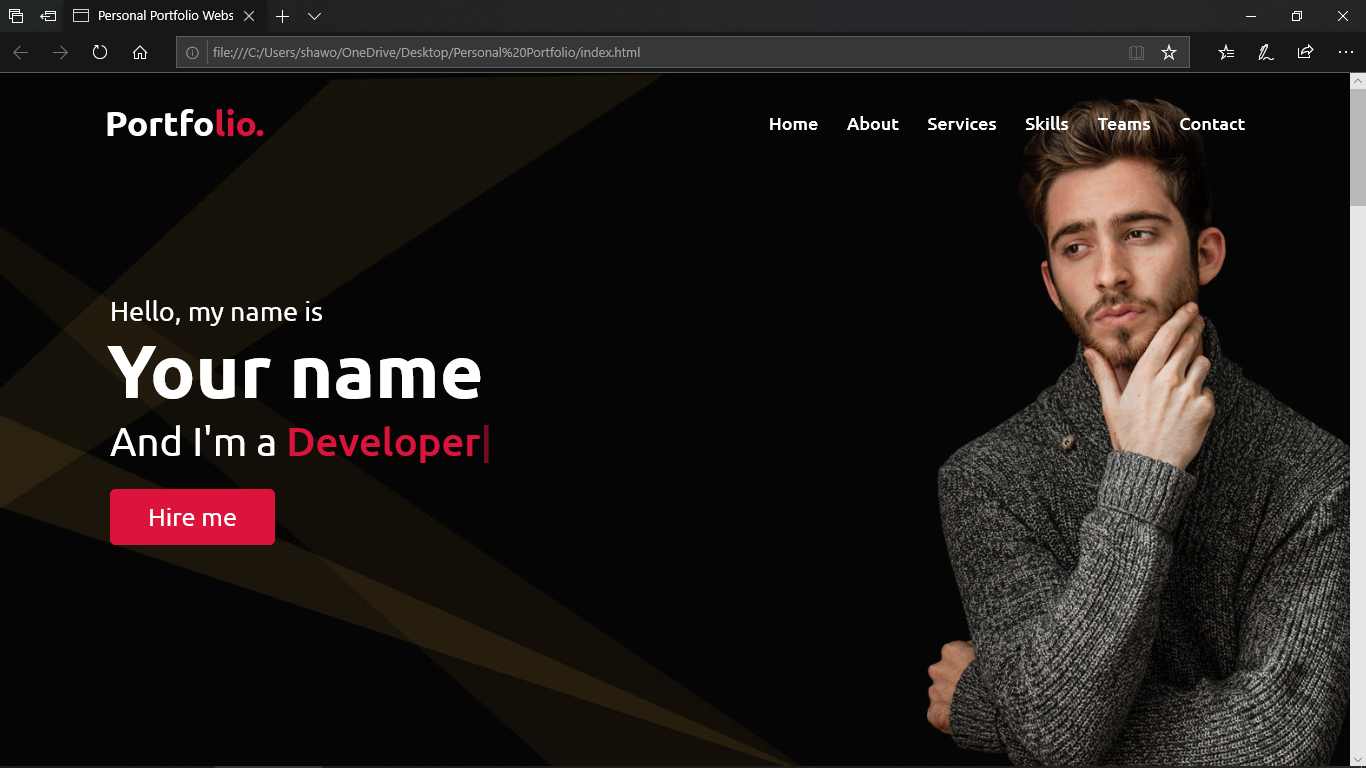 Personal Portfolio Webs
file:///C:/Users/shawo/OneDrive/Desktop/Personal%20Portfolio/index.html
Portfolio.
Home About Services Skills Teams Contact
Hello, my name is
Your name
And I'm a Developer|
Hire me